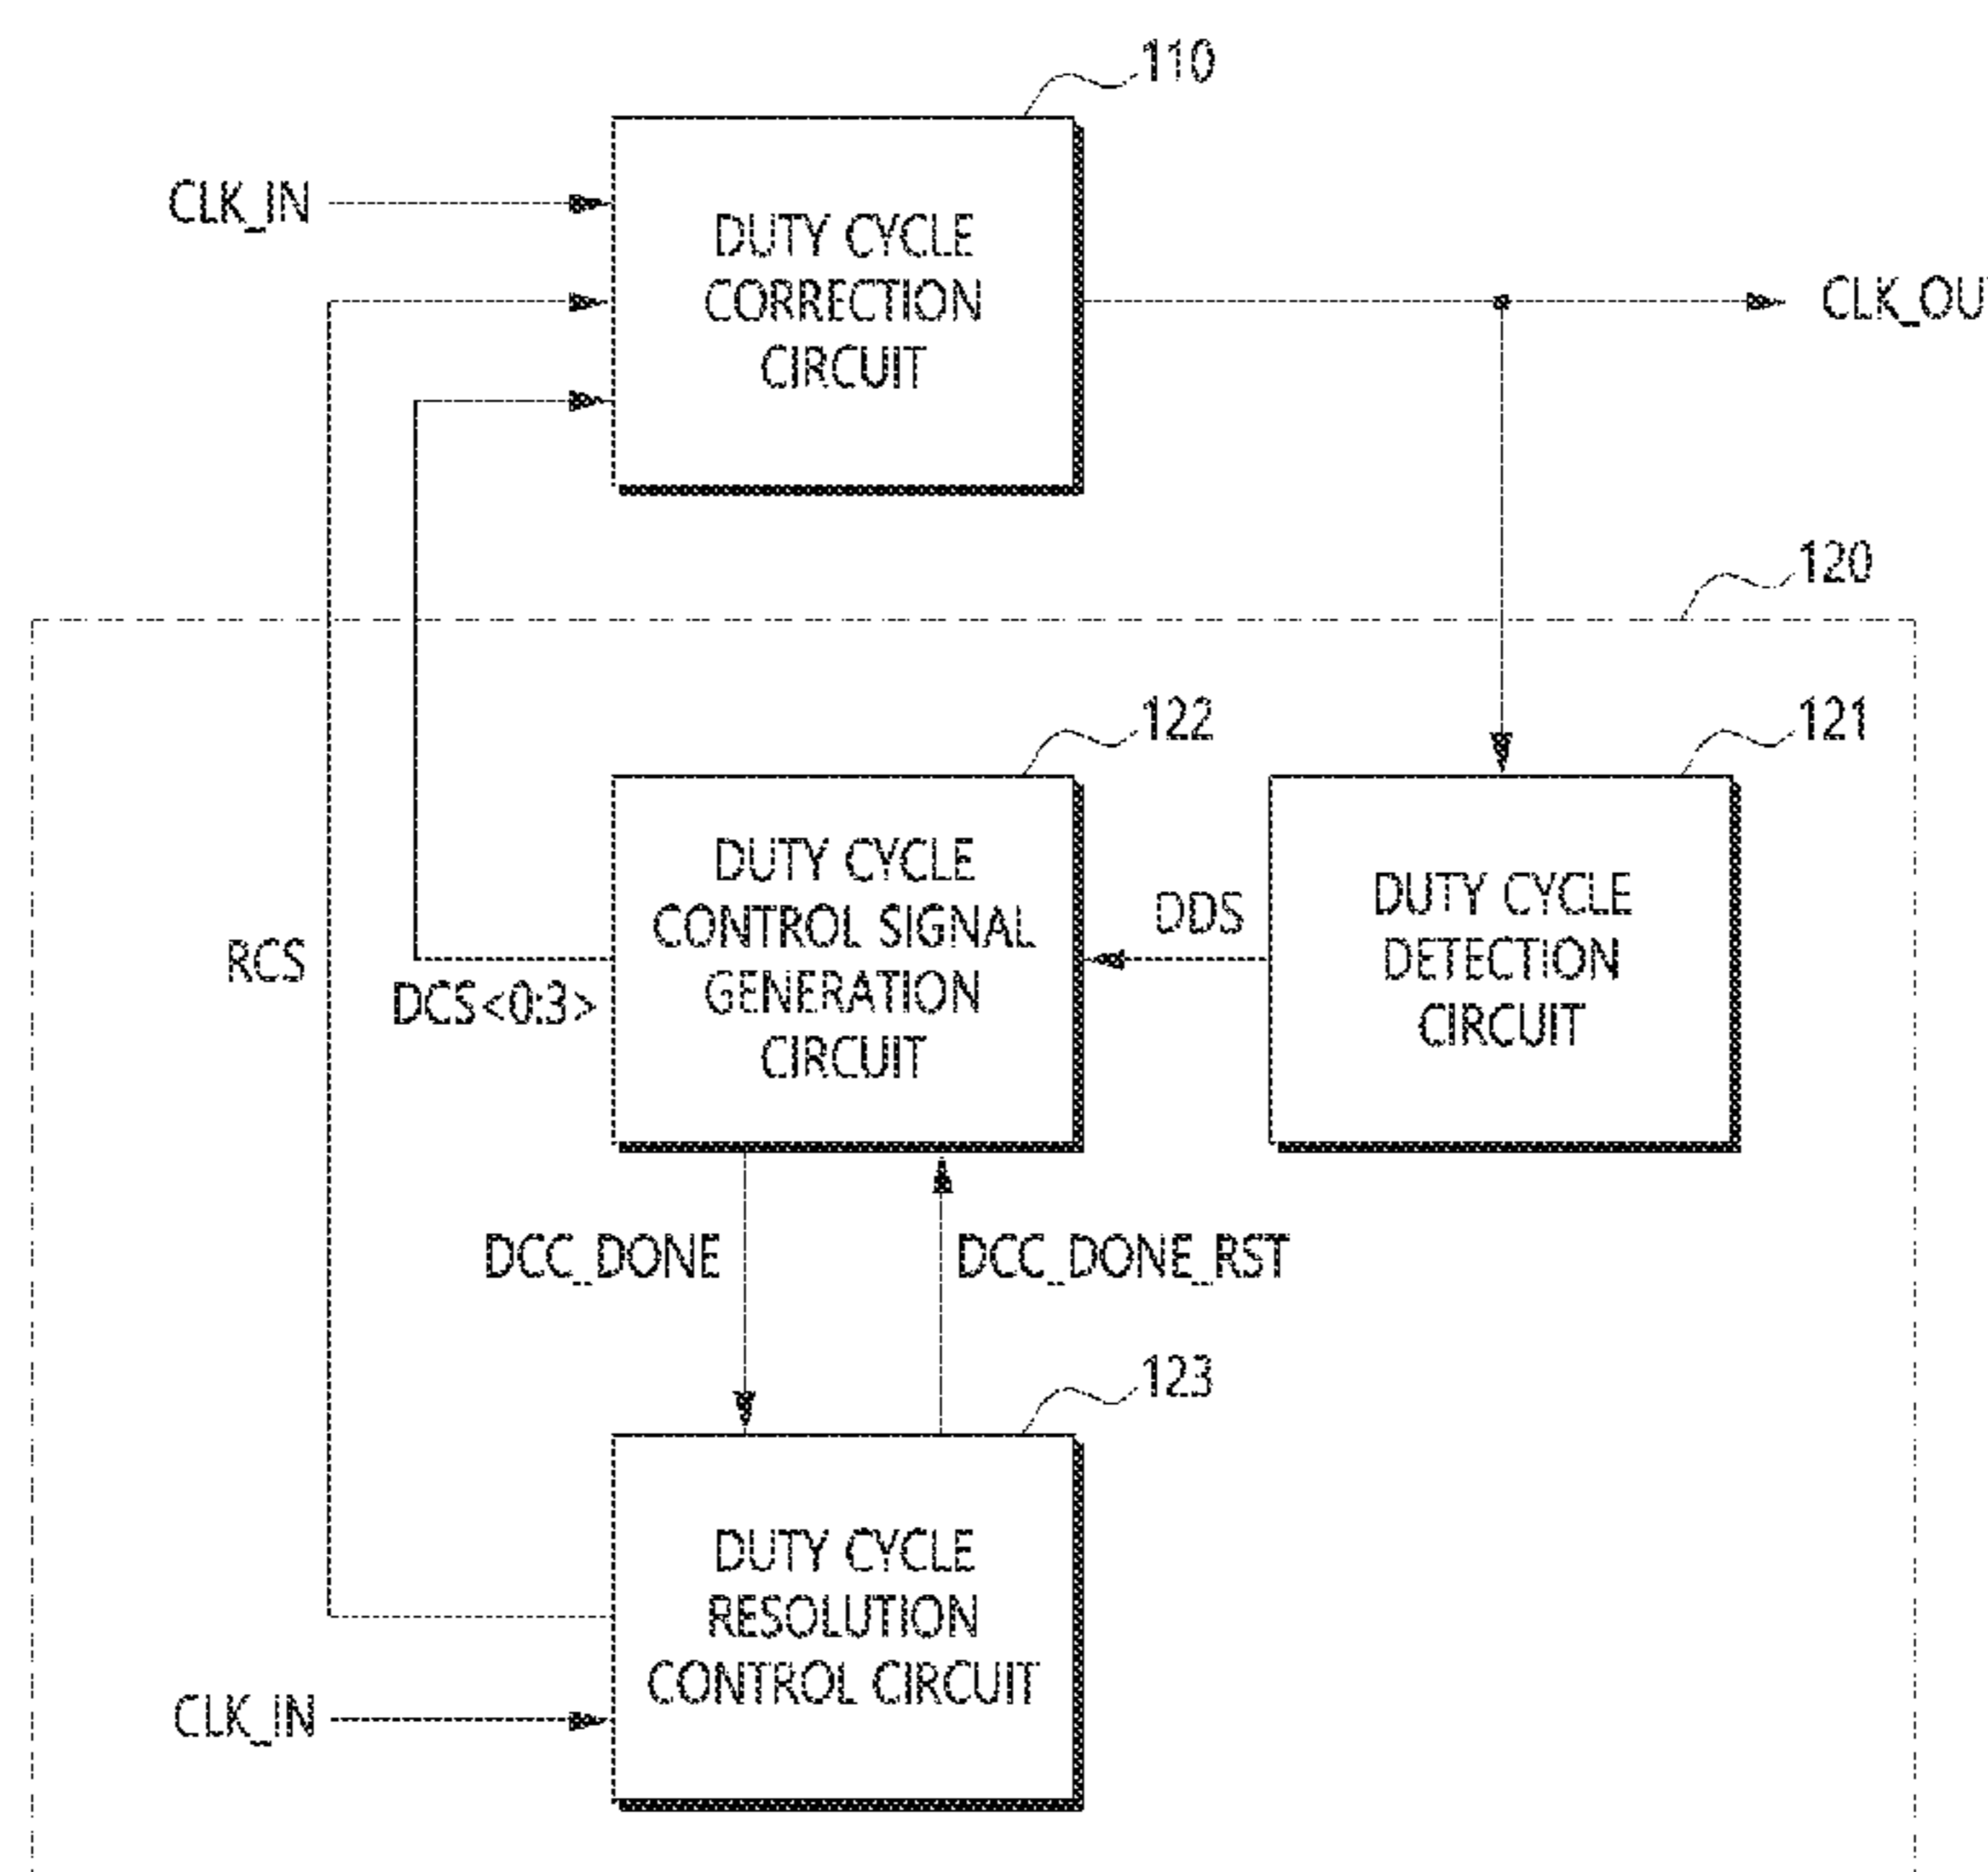 110
CLK_IN
DUTY CYCLE
CORRECTION
CIRCUIT
CLK_OU
120
122
121
DUTY CYCLE
CONTROL SIGNAL
GENERATION
CIRCUIT
DDS
DUTY CYCLE
DETECTION
CIRCUIT
RCS
DCS<0:3>
DCC_DONE
DCC_DONE_RST
123
DUTY CYCLE
RESOLUTION
CONTROL CIRCUIT
CLK_IN